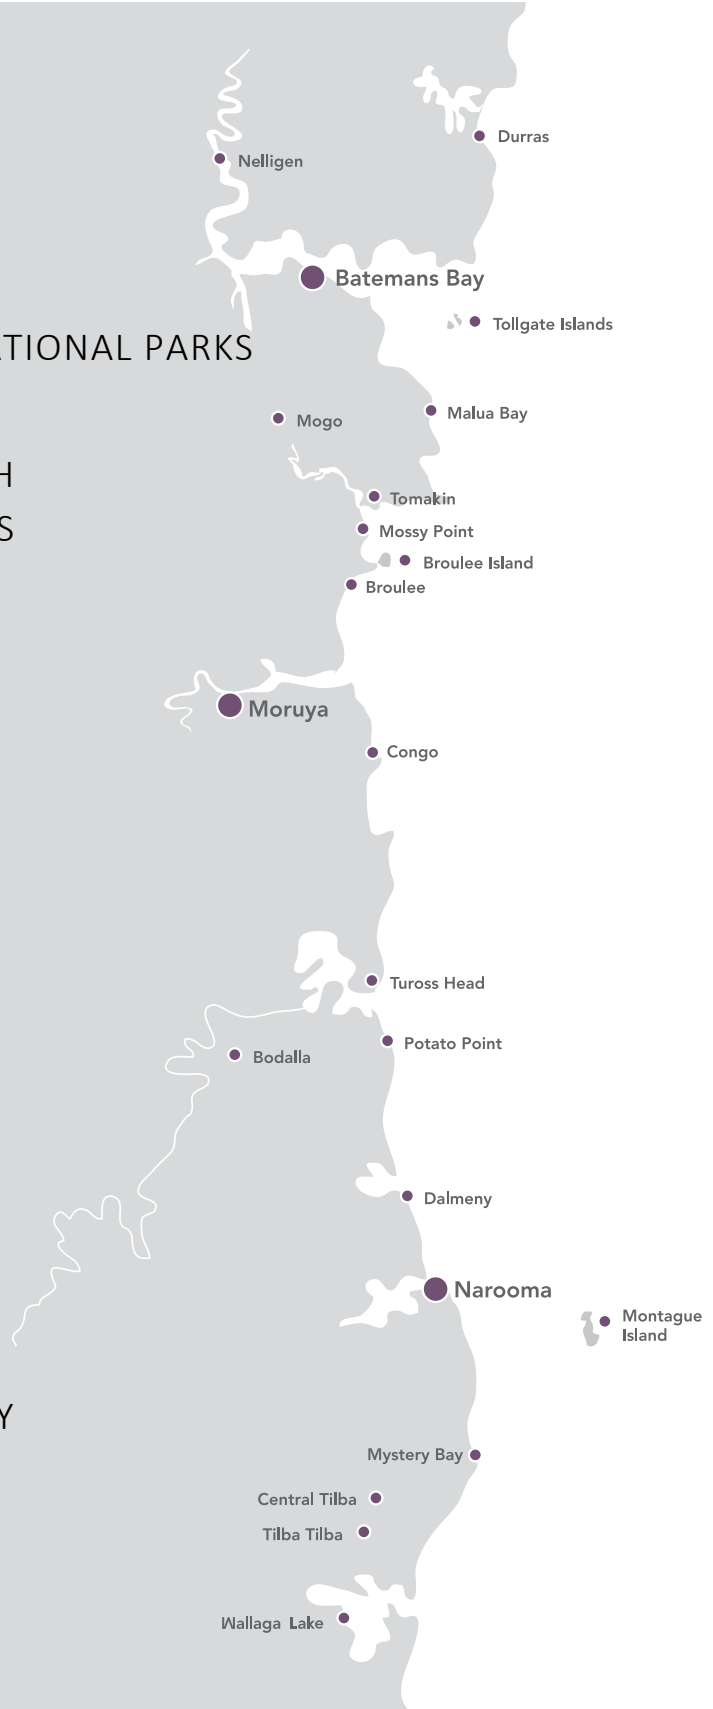 Durras
Nelligen
Batemans Bay
Tollgate Islands
ATIONAL PARKS
Malua Bay
Mogo
H
Tomakin
S
Mossy Point
Broulee Island
Broulee
Moruya
Congo
Tuross Head
Potato Point
Bodalla
Dalmeny
Narooma
Montague
Island
Y
Mystery Bay
Central Tilba
Tilba Tilba
Wallaga Lake